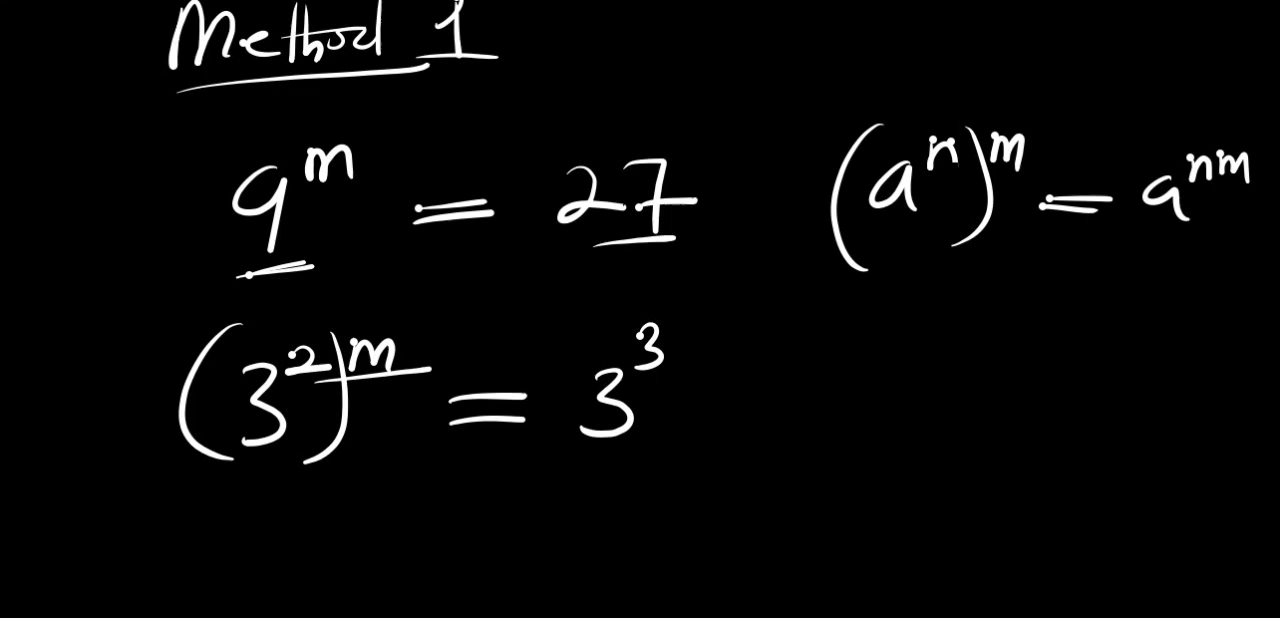 Method 1
9^m = 27 (a^n)^m = a^nm
(3^2)^m = 3^3